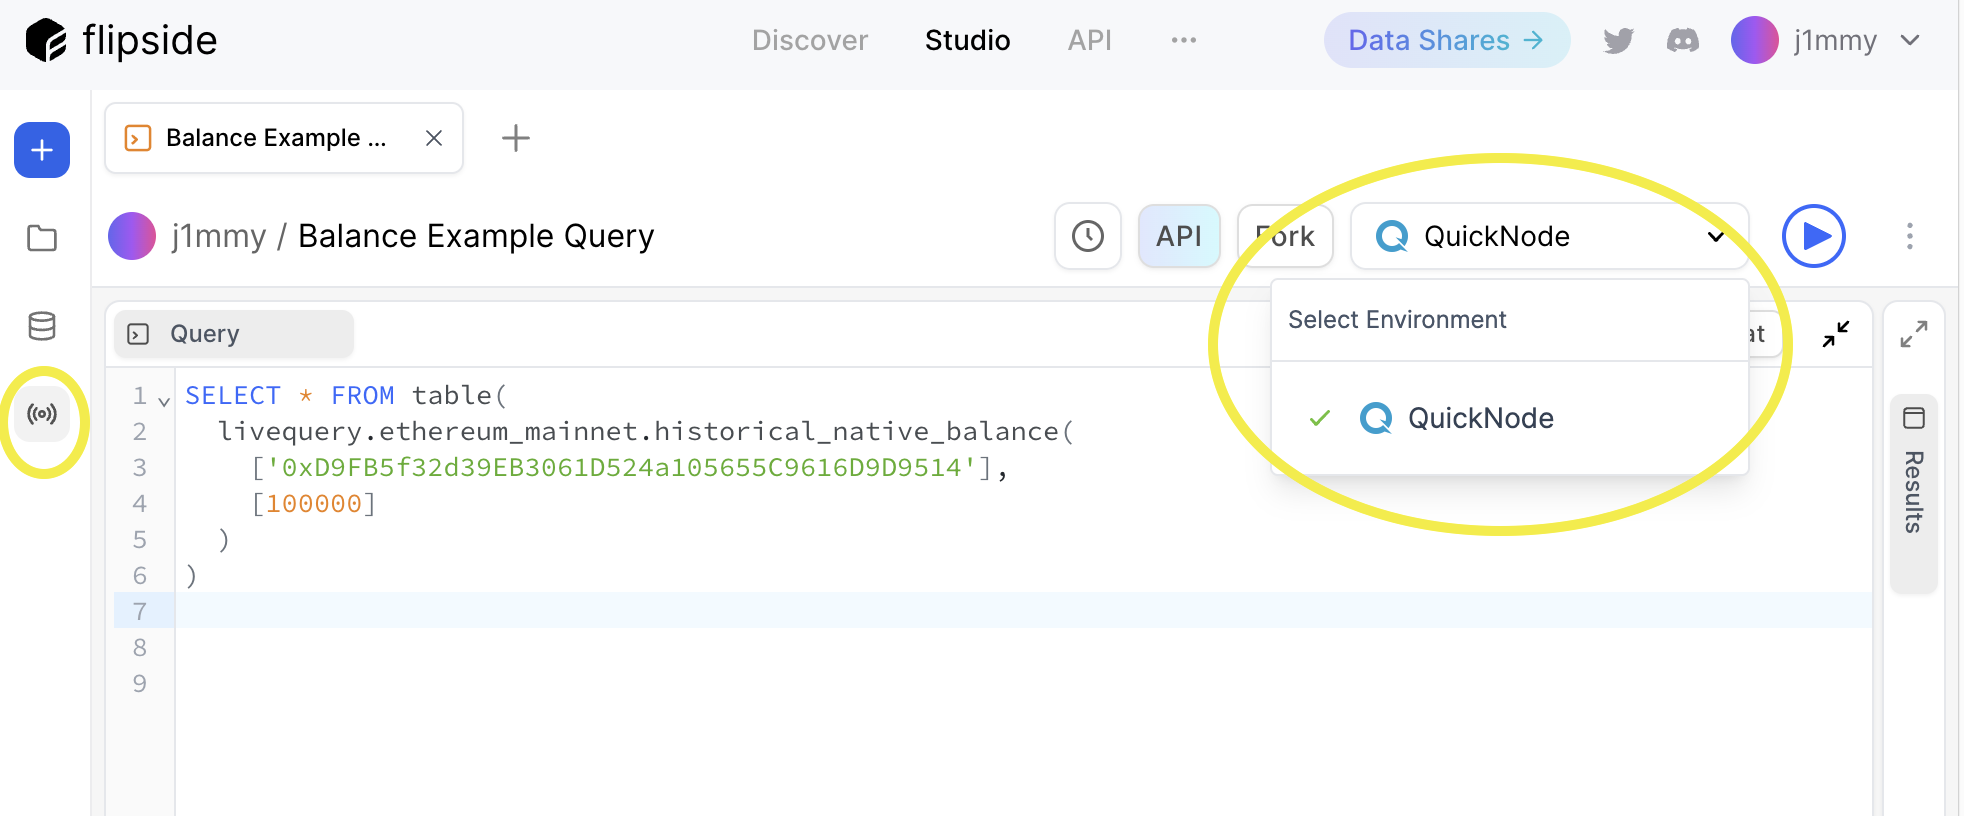 flipside
Discover Studio API ...
Data Shares →
j1mmy
Balance Example ...
j1mmy / Balance Example Query
API Fork QuickNode
Select Environment
QuickNode
Query
at
1 SELECT * FROM table(
2 livequery.ethereum_mainnet.historical_native_balance(
3 ['0xD9FB5f32d39EB3061D524a105655C9616D9D9514'],
4 [100000]
5 )
6 )
7
8
9
Results